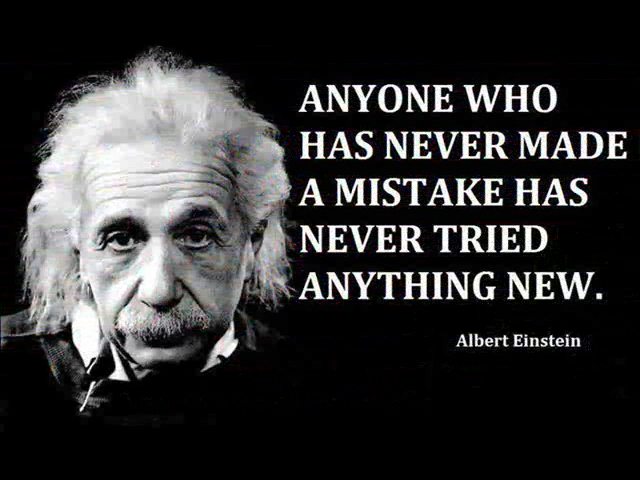 ANYONE WHO
HAS NEVER MADE
A MISTAKE HAS
NEVER TRIED
ANYTHING NEW.
Albert Einstein